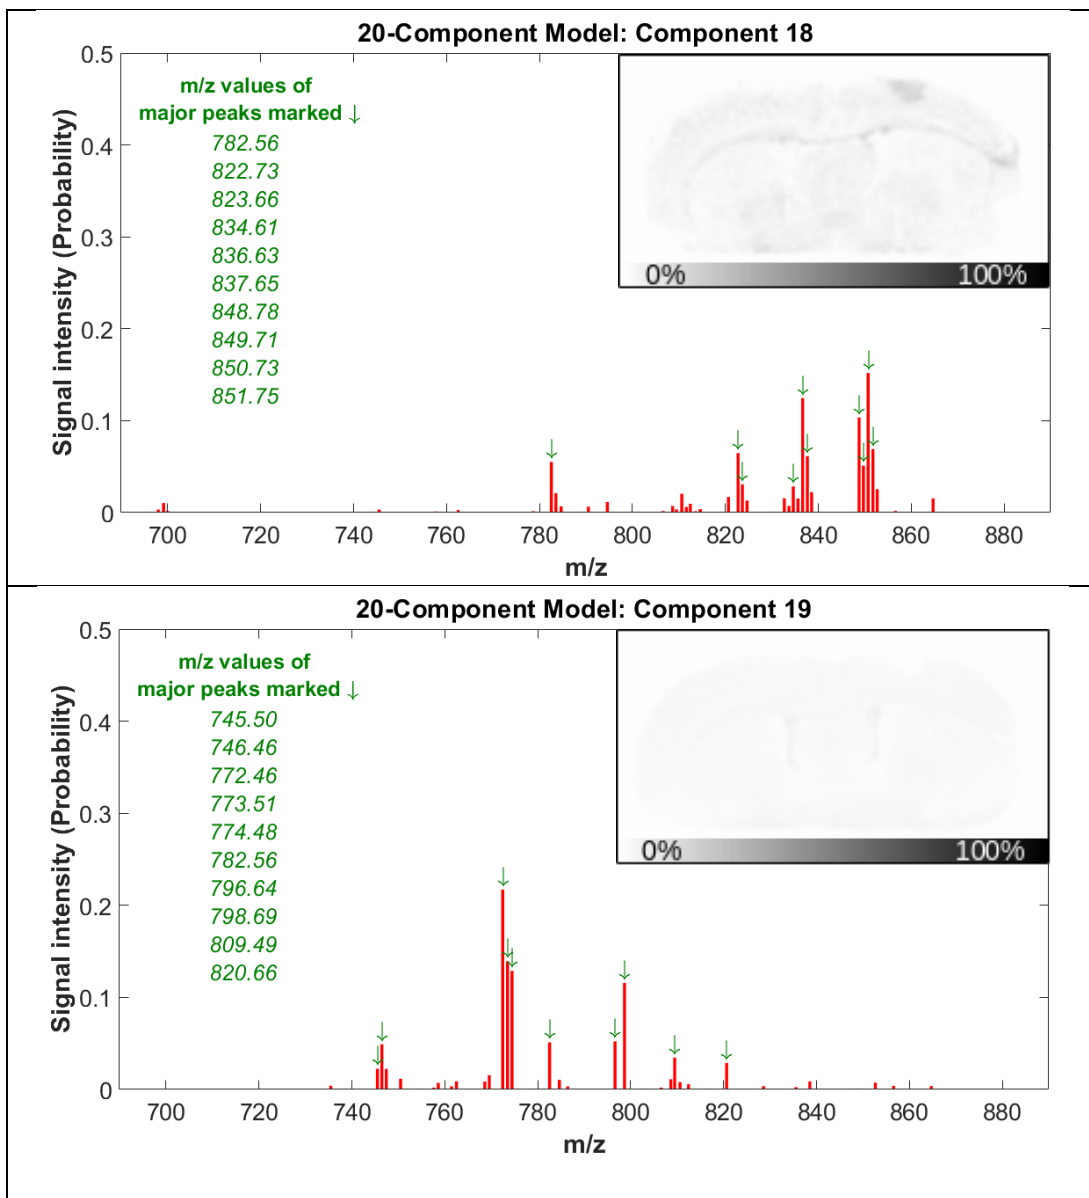 20-Component Model: Component 18
0.5
0.4
0.3
0.2
0.1
0
Signal intensity (Probability)
m/z values of
major peaks marked ↓
782.56
822.73
823.66
834.61
836.63
837.65
848.78
849.71
850.73
851.75
0% 100%
700 720 740 760 780 800 820 840 860 880
m/z
20-Component Model: Component 19
0.5
0.4
0.3
0.2
0.1
0
Signal intensity (Probability)
m/z values of
major peaks marked ↓
745.50
746.46
772.46
773.51
774.48
782.56
796.64
798.69
809.49
820.66
0% 100%
700 720 740 760 780 800 820 840 860 880
m/z